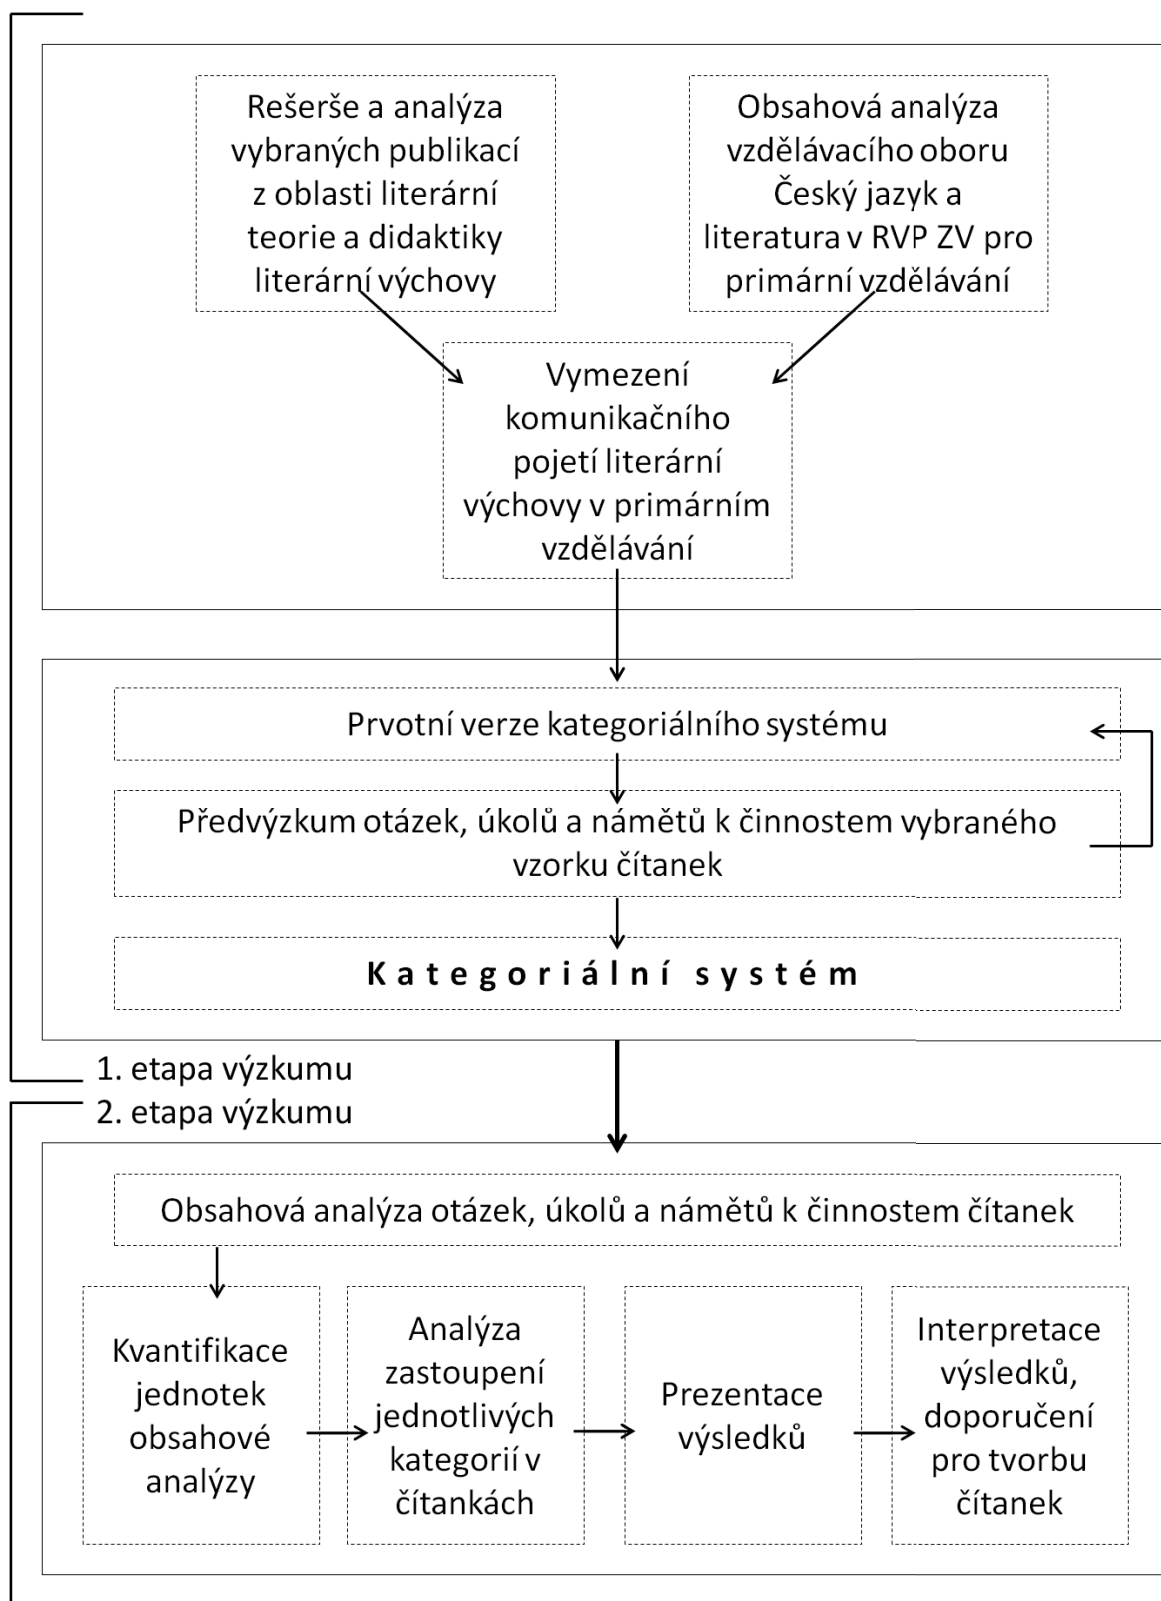 Rešerše a analýza
vybraných publikací
z oblasti literární
teorie a didaktiky
literární výchovy
Obsahová analýza
vzdělávacího oboru
Český jazyk a
literatura v RVP ZV pro
primární vzdělávání
Vymezení
komunikačního
pojetí literární
výchovy v primárním
vzdělávání
Prvotní verze kategoriálního systému
Předvýzkum otázek, úkolů a námětů k činnostem vybraného
vzorku čítanek
Kategoriální systém
1. etapa výzkumu
2. etapa výzkumu
Obsahová analýza otázek, úkolů a námětů k činnostem čítanek
Kvantifikace
jednotek
obsahové
analýzy
Analýza
zastoupení
jednotlivých
kategorií v
čítankách
Prezentace
výsledků
Interpretace
výsledků,
doporučení
pro tvorbu
čítanek